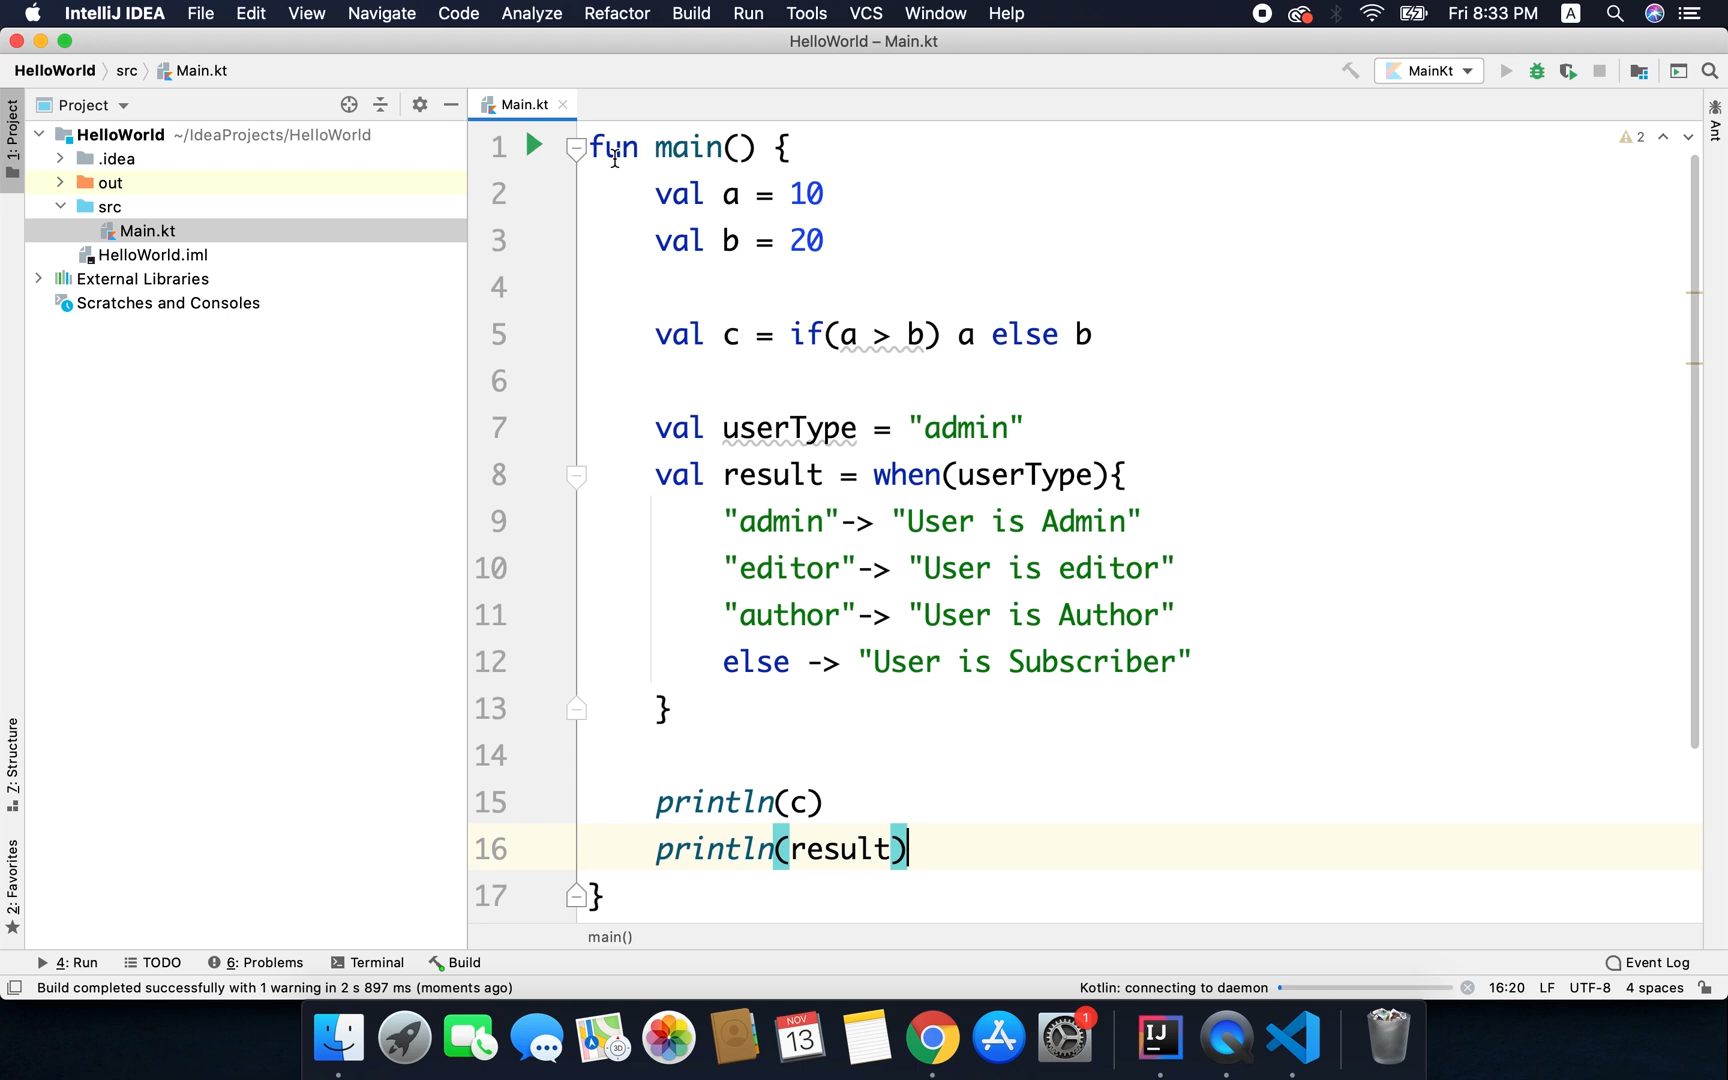 IntelliJ IDEA File Edit View Navigate Code Analyze Refactor Build Run Tools VCS Window Help Fri 8:33 PM A
HelloWorld – Main.kt
HelloWorld src Main.kt MainKt
Project Main.kt
1: Project
HelloWorld ~/IdeaProjects/HelloWorld
.idea
out
src
Main.kt
HelloWorld.iml
External Libraries
Scratches and Consoles
Z: Structure
2: Favorites
2
Ant
1 fun main() {
2 val a = 10
3 val b = 20
4
5 val c = if(a > b) a else b
6
7 val userType = "admin"
8 val result = when(userType){
9 "admin"-> "User is Admin"
10 "editor"-> "User is editor"
11 "author"-> "User is Author"
12 else -> "User is Subscriber"
13 }
14
15 println(c)
16 println(result)
17 }
main()
4: Run TODO 6: Problems Terminal Build Event Log
Build completed successfully with 1 warning in 2 s 897 ms (moments ago) Kotlin: connecting to daemon 16:20 LF UTF-8 4 spaces
3D
NOV
13
1
IJ